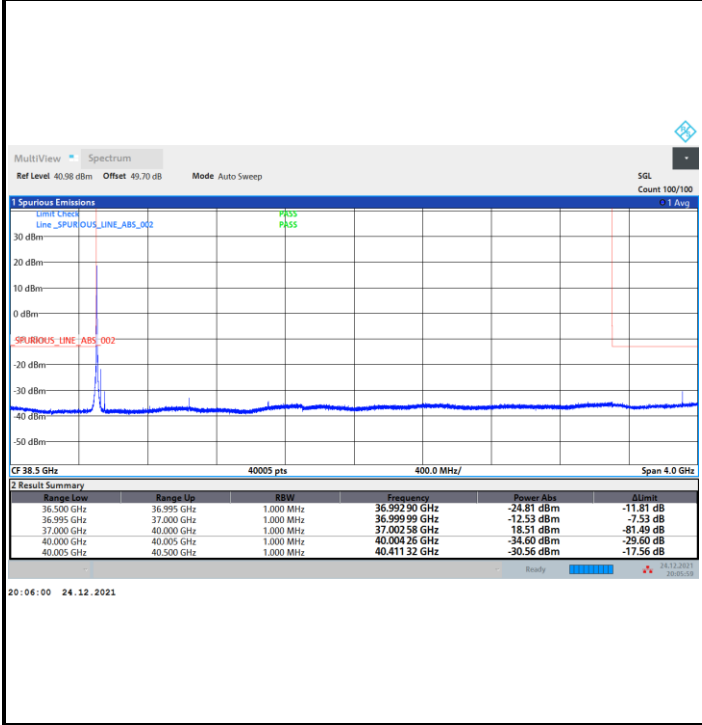 MultiView Spectrum
Ref Level 40.98 dBm Offset 49.70 dB Mode Auto Sweep SGL
Count 100/100
1 Spurious Emissions 1 Avg
Limit Check PASS
Line _SPURIOUS_LINE_ABS_002 PASS
30 dBm
20 dBm
10 dBm
0 dBm
_SPURIOUS_LINE_ABS_002
-20 dBm
-30 dBm
-40 dBm
-50 dBm
CF 38.5 GHz 40005 pts 400.0 MHz/ Span 4.0 GHz
2 Result Summary
Range Low Range Up RBW Frequency Power Abs ΔLimit
36.500 GHz 36.995 GHz 1.000 MHz 36.992 90 GHz -24.81 dBm -11.81 dB
36.995 GHz 37.000 GHz 1.000 MHz 36.999 99 GHz -12.53 dBm -7.53 dB
37.000 GHz 40.000 GHz 1.000 MHz 37.002 58 GHz 18.51 dBm -81.49 dB
40.000 GHz 40.005 GHz 1.000 MHz 40.004 26 GHz -34.60 dBm -29.60 dB
40.005 GHz 40.500 GHz 1.000 MHz 40.411 32 GHz -30.56 dBm -17.56 dB
Ready 24.12.2021
20:05:59
20:06:00 24.12.2021